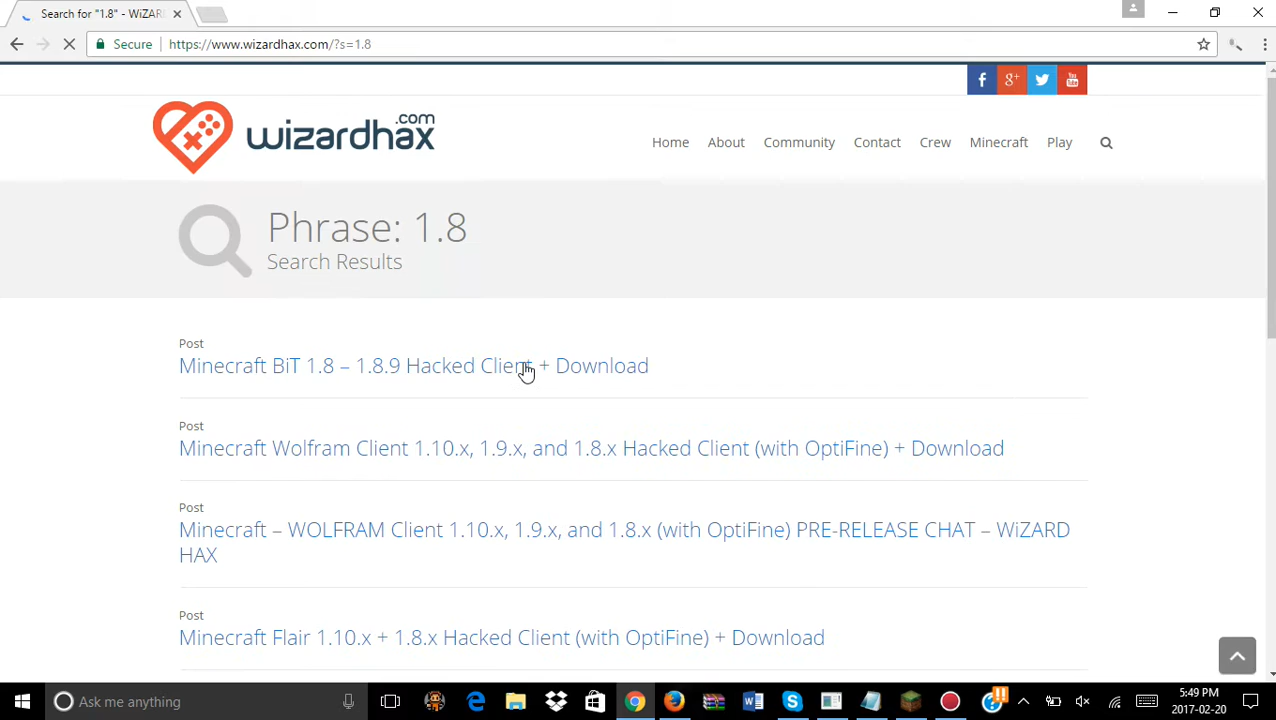 Search for "1.8" - WiZAR
Secure https://www.wizardhax.com/?s=1.8
f g+
You Tube
wizardhax.com
Home About Community Contact Crew Minecraft Play
Phrase: 1.8
Search Results
Post
Minecraft BiT 1.8 – 1.8.9 Hacked Client + Download
Post
Minecraft Wolfram Client 1.10.x, 1.9.x, and 1.8.x Hacked Client (with OptiFine) + Download
Post
Minecraft – WOLFRAM Client 1.10.x, 1.9.x, and 1.8.x (with OptiFine) PRE-RELEASE CHAT – WiZARD
HAX
Post
Minecraft Flair 1.10.x + 1.8.x Hacked Client (with OptiFine) + Download
Ask me anything
5:49 PM
2017-02-20